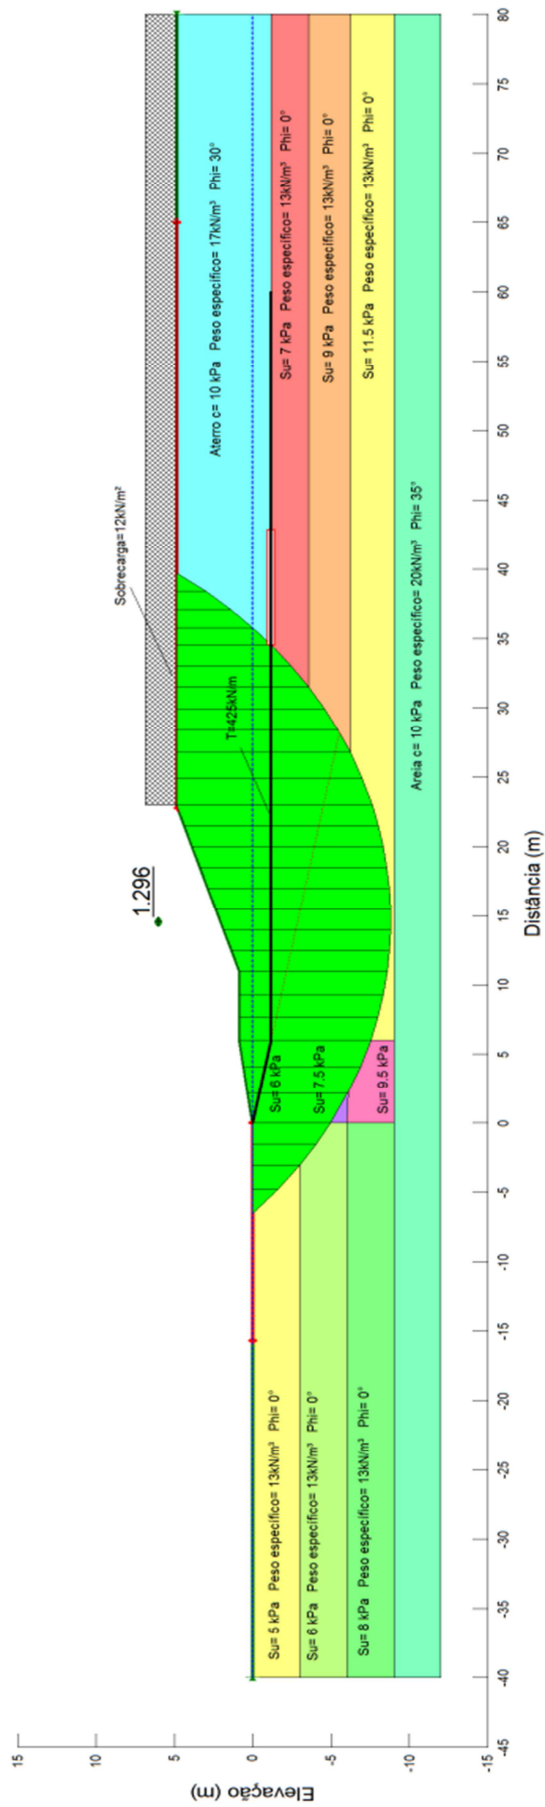 Sobrecarga=12kN/m²
1.296
Aterro c= 10 kPa Peso específico= 17kN/m³ Phi= 30°
T=425kN/m
Su= 7 kPa Peso específico= 13kN/m³ Phi= 0°
Su= 9 kPa Peso específico= 13kN/m³ Phi= 0°
Su= 11.5 kPa Peso específico= 13kN/m³ Phi= 0°
Su= 6 kPa
Su= 7.5 kPa
Su= 9.5 kPa
Su= 5 kPa Peso específico= 13kN/m³ Phi= 0°
Su= 6 kPa Peso específico= 13kN/m³ Phi= 0°
Su= 8 kPa Peso específico= 13kN/m³ Phi= 0°
Areia c= 10 kPa Peso específico= 20kN/m³ Phi= 35°
15
10
5
0
-5
-10
-15
Elevação (m)
-45
-40
-35
-30
-25
-20
-15
-10
-5
0
5
10
15
20
25
30
35
40
45
50
55
60
65
70
75
80
Distância (m)